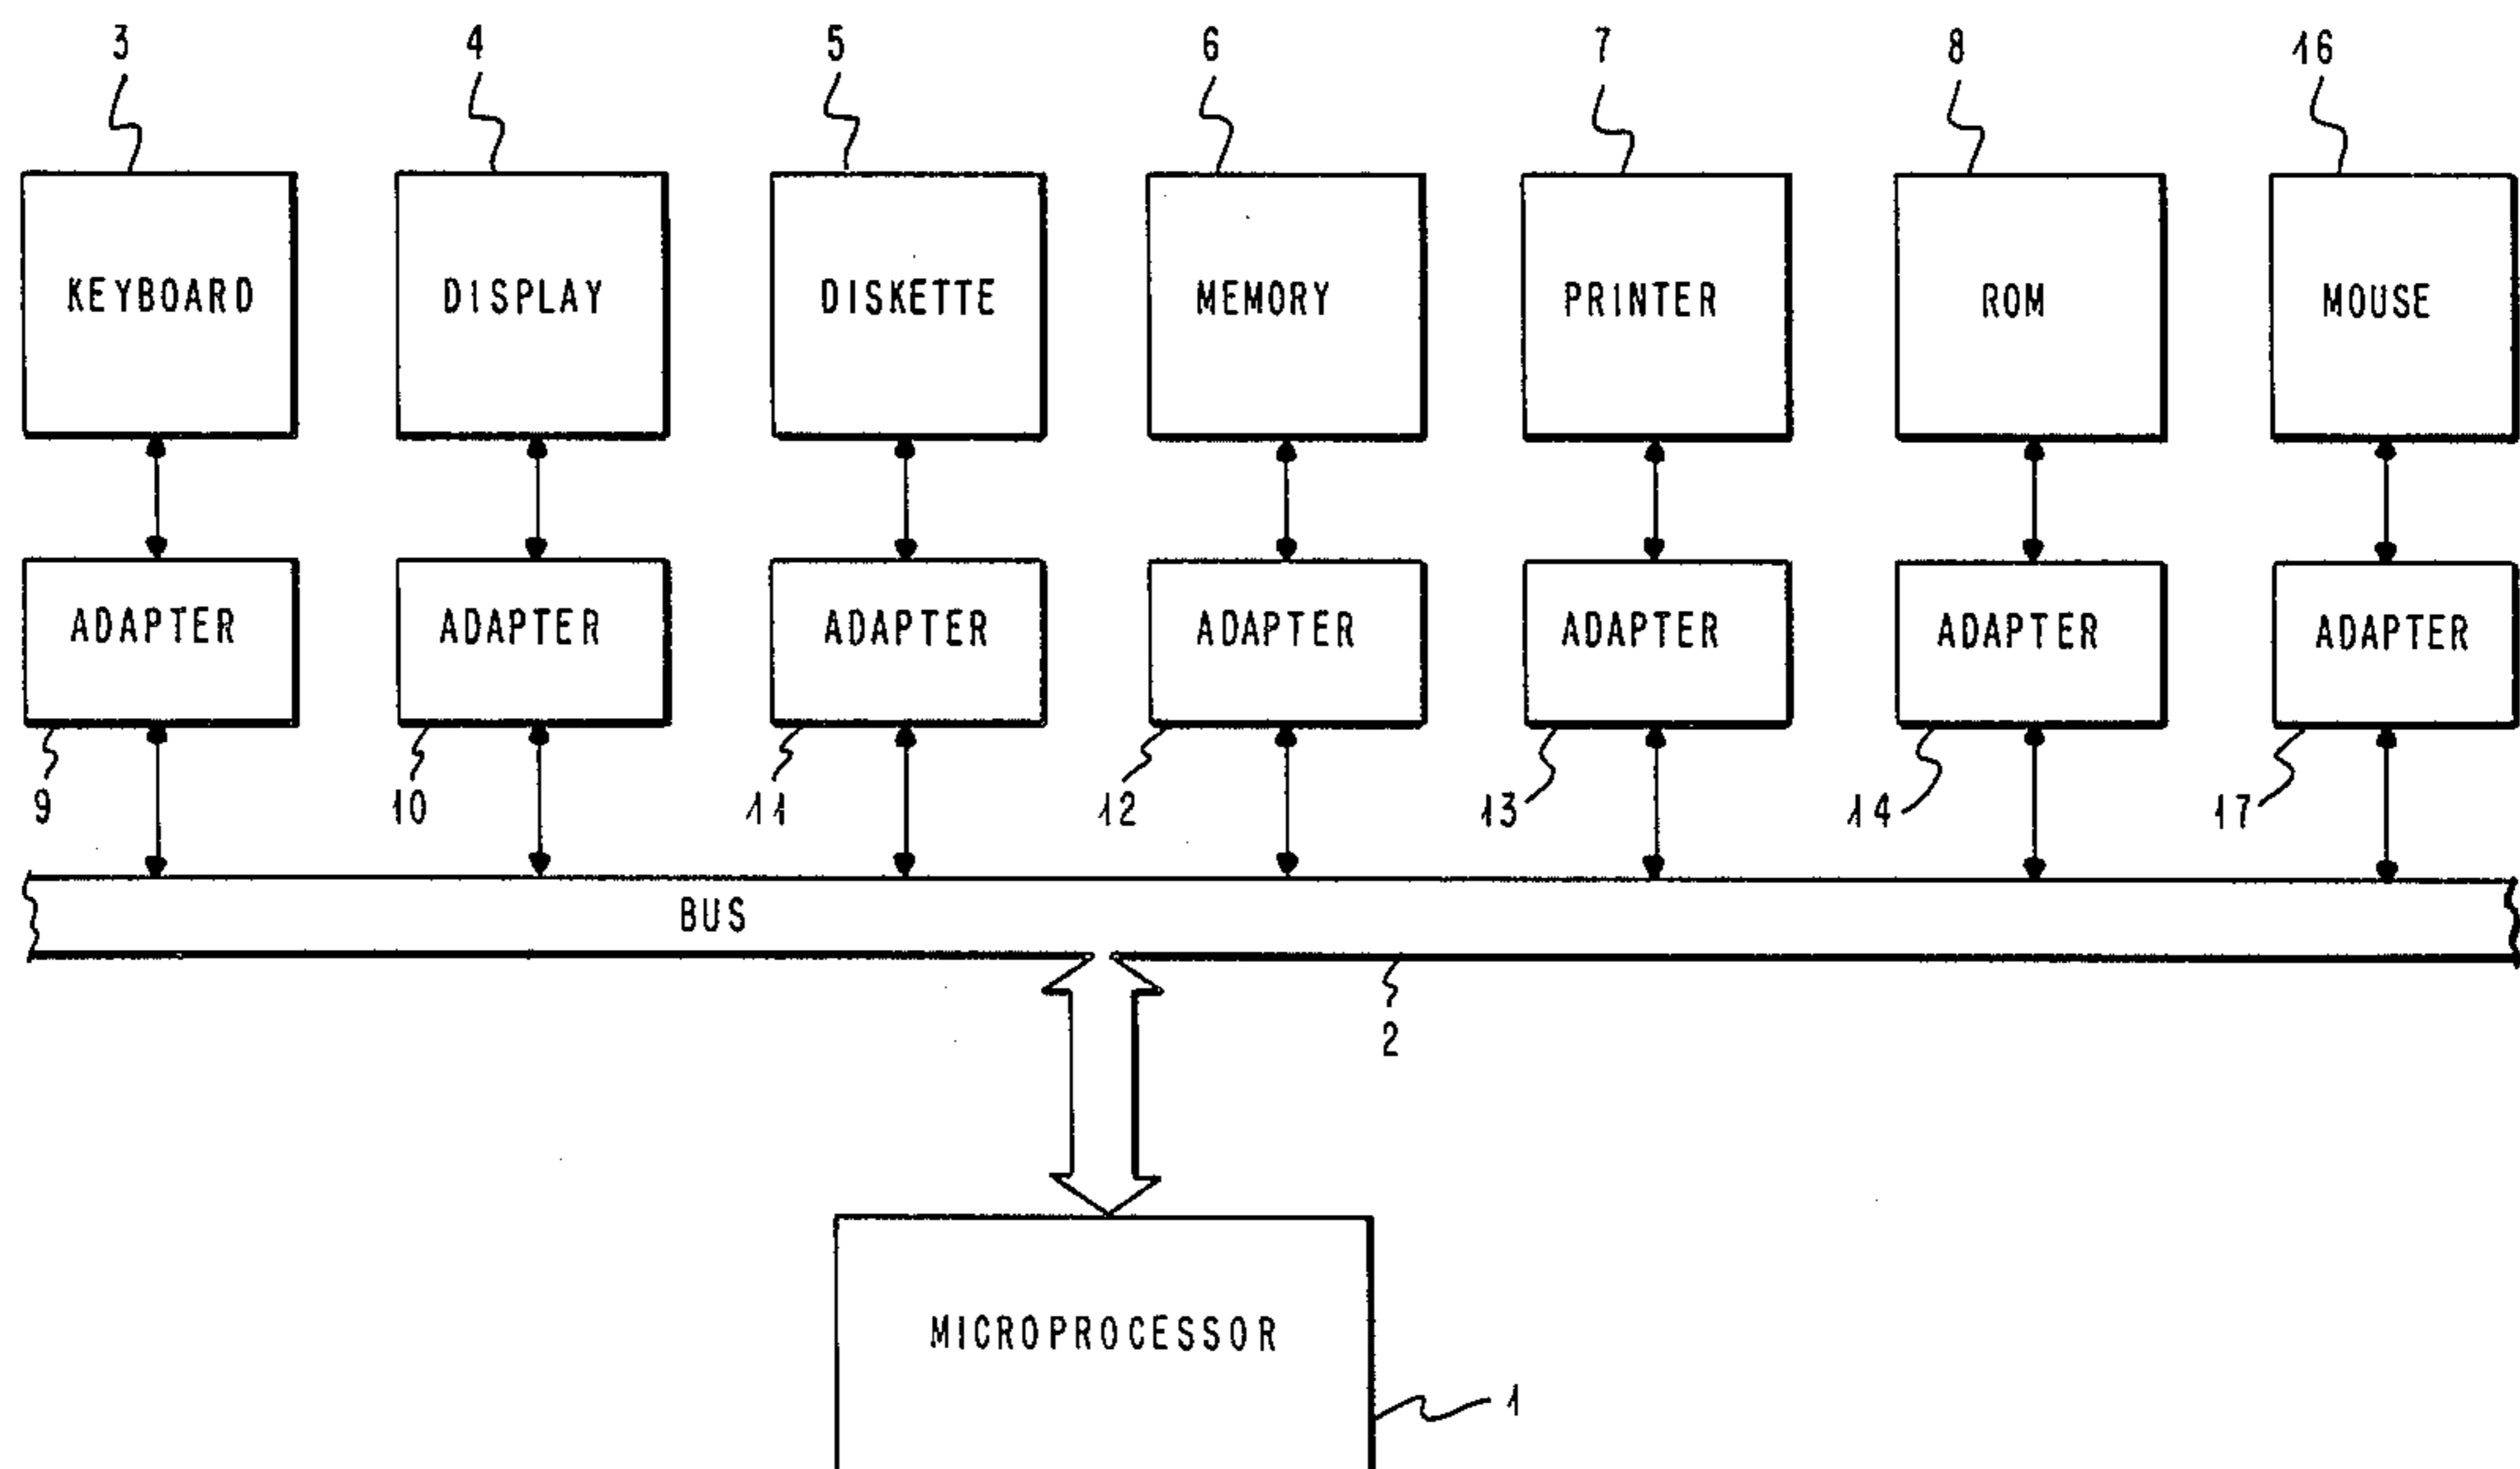 3 4 5 6 7 8 16
KEYBOARD DISPLAY DISKETTE MEMORY PRINTER ROM MOUSE
ADAPTER ADAPTER ADAPTER ADAPTER ADAPTER ADAPTER ADAPTER
9 10 11 12 13 14 17
BUS
2
MICROPROCESSOR
1